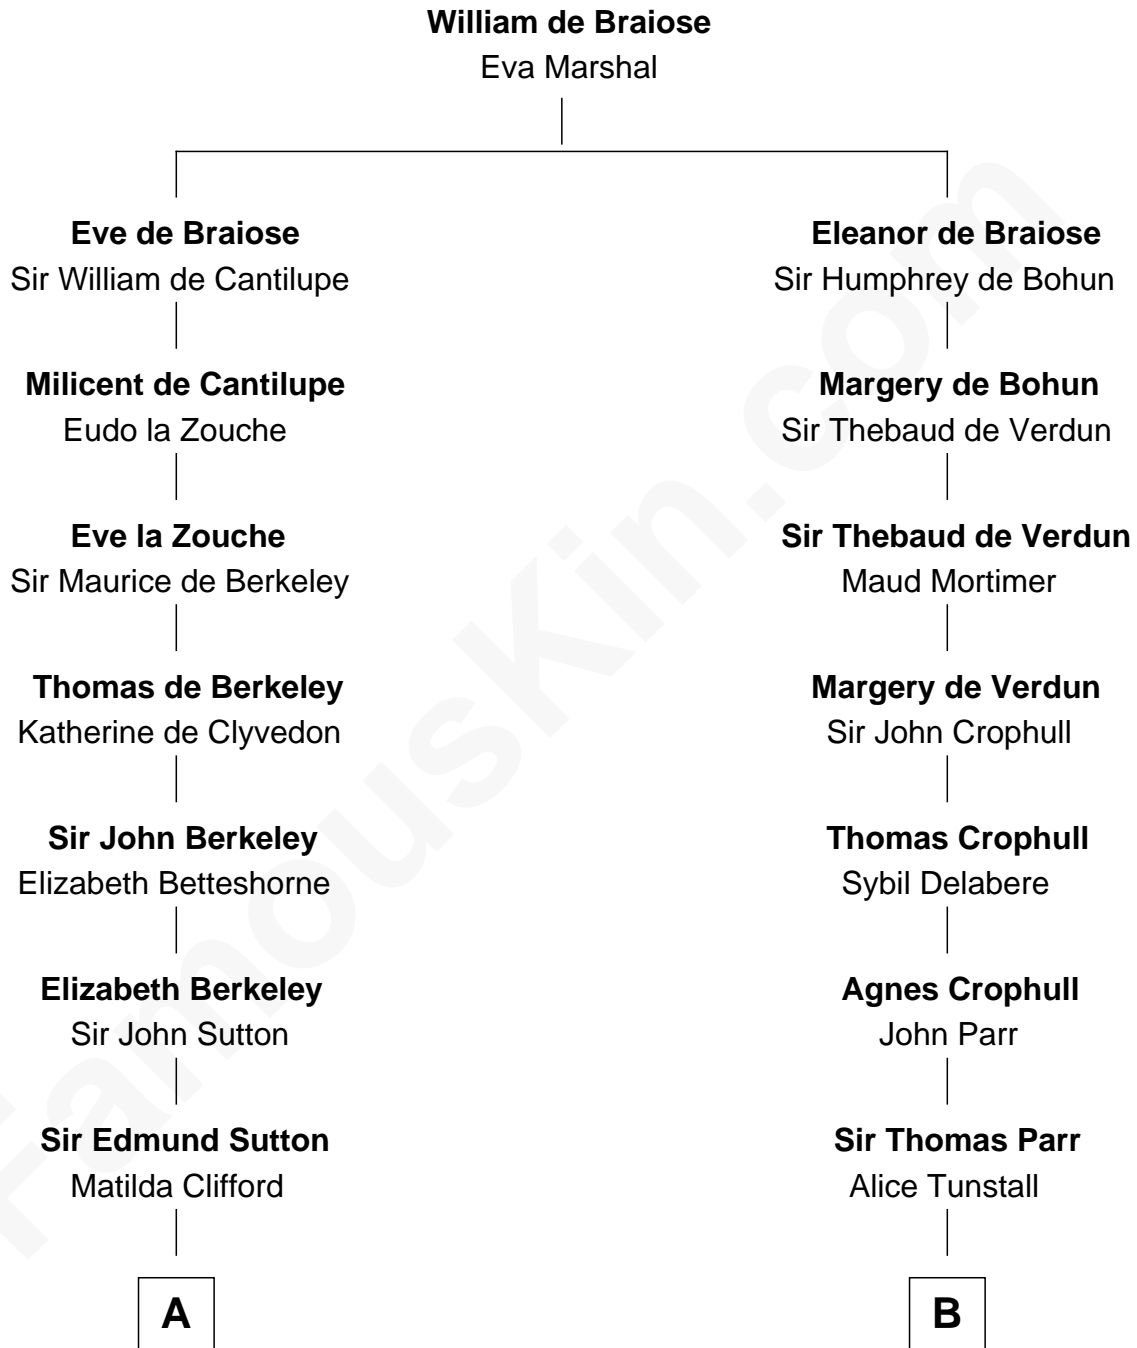 William de Braiose
Eva Marshal
Eve de Braiose
Sir William de Cantilupe
Eleanor de Braiose
Sir Humphrey de Bohun
Milicent de Cantilupe
Eudo la Zouche
Margery de Bohun
Sir Thebaud de Verdun
Eve la Zouche
Sir Maurice de Berkeley
Sir Thebaud de Verdun
Maud Mortimer
Thomas de Berkeley
Katherine de Clyvedon
Margery de Verdun
Sir John Crophull
Sir John Berkeley
Elizabeth Betteshorne
Thomas Crophull
Sybil Delabere
Elizabeth Berkeley
Sir John Sutton
Agnes Crophull
John Parr
Sir Edmund Sutton
Matilda Clifford
Sir Thomas Parr
Alice Tunstall
A
B
FamousKin.com